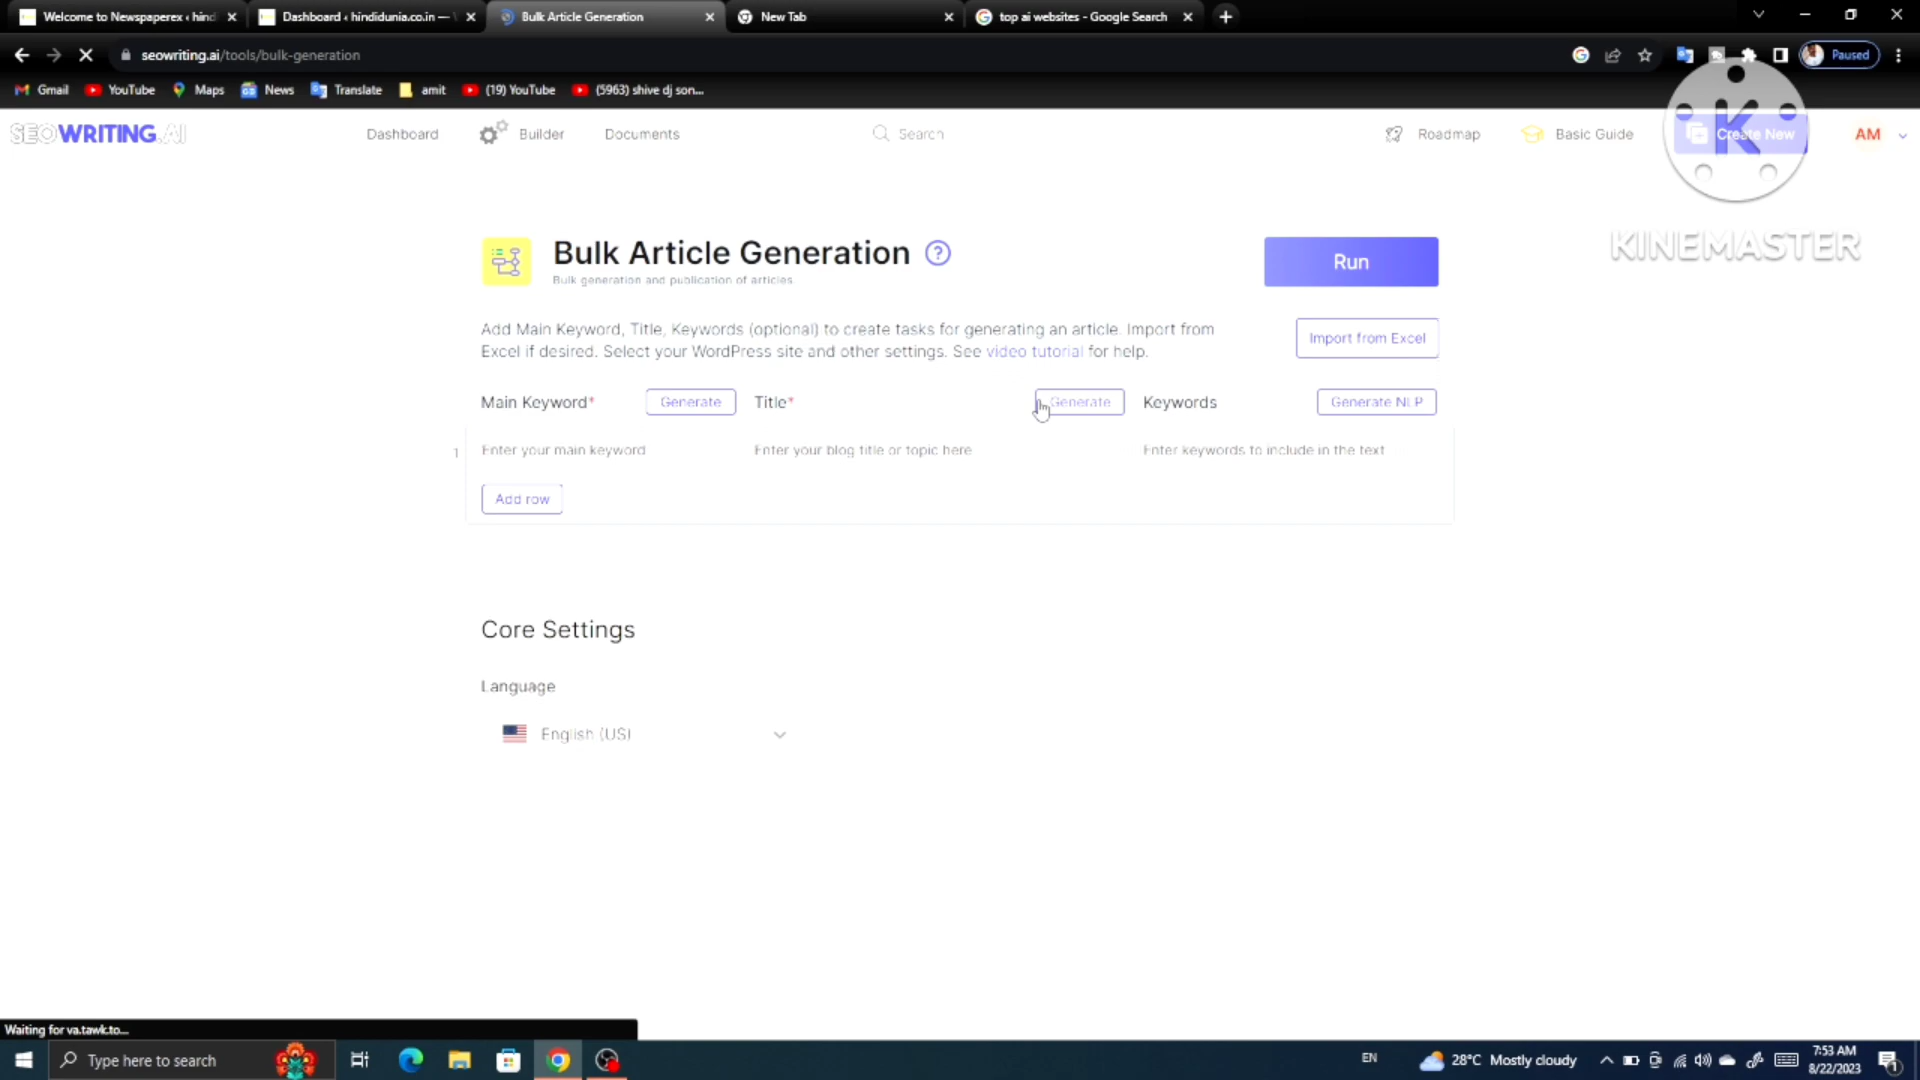 Welcome to Newspaperex ‹ hind
Dashboard ‹ hindidunia.co.in —
Bulk Article Generation
New Tab
top ai websites - Google Search
seowriting.ai/tools/bulk-generation
Paused
Gmail
YouTube
Maps
News
Translate
amit
(19) YouTube
(5963) shive dj son...
SEOWRITING.AI
Dashboard
Builder
Documents
Search
Roadmap
Basic Guide
Create New
AM
K
KINEMASTER
Bulk Article Generation ?
Bulk generation and publication of articles.
Run
Add Main Keyword, Title, Keywords (optional) to create tasks for generating an article. Import from
Excel if desired. Select your WordPress site and other settings. See video tutorial for help.
Import from Excel
Main Keyword*
Generate
Title*
Generate
Keywords
Generate NLP
1
Enter your main keyword
Enter your blog title or topic here
Enter keywords to include in the text
Add row
Core Settings
Language
English (US)
Waiting for va.tawk.to...
Type here to search
EN
28°C Mostly cloudy
7:53 AM
8/22/2023
1